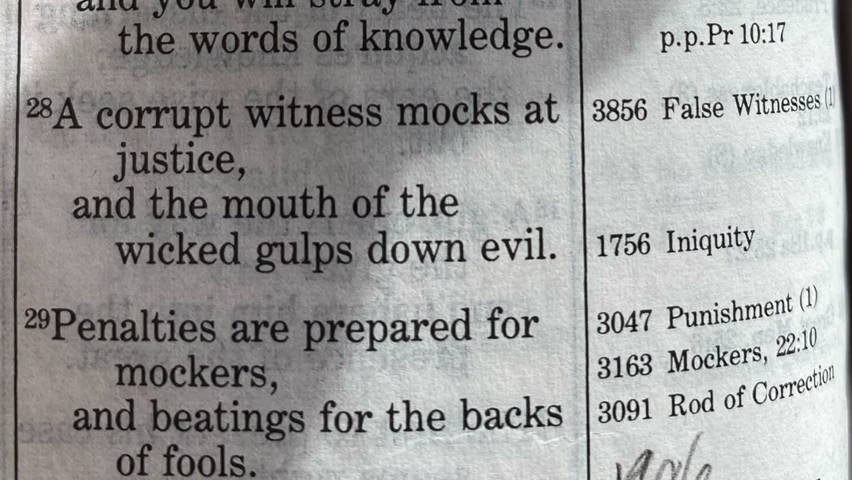 and you will stray from
the words of knowledge.
p.p.Pr 10:17
28A corrupt witness mocks at
justice,
and the mouth of the
wicked gulps down evil.
3856 False Witnesses (1)
1756 Iniquity
29Penalties are prepared for
mockers,
and beatings for the backs
of fools.
3047 Punishment (1)
3163 Mockers, 22:10
3091 Rod of Correction